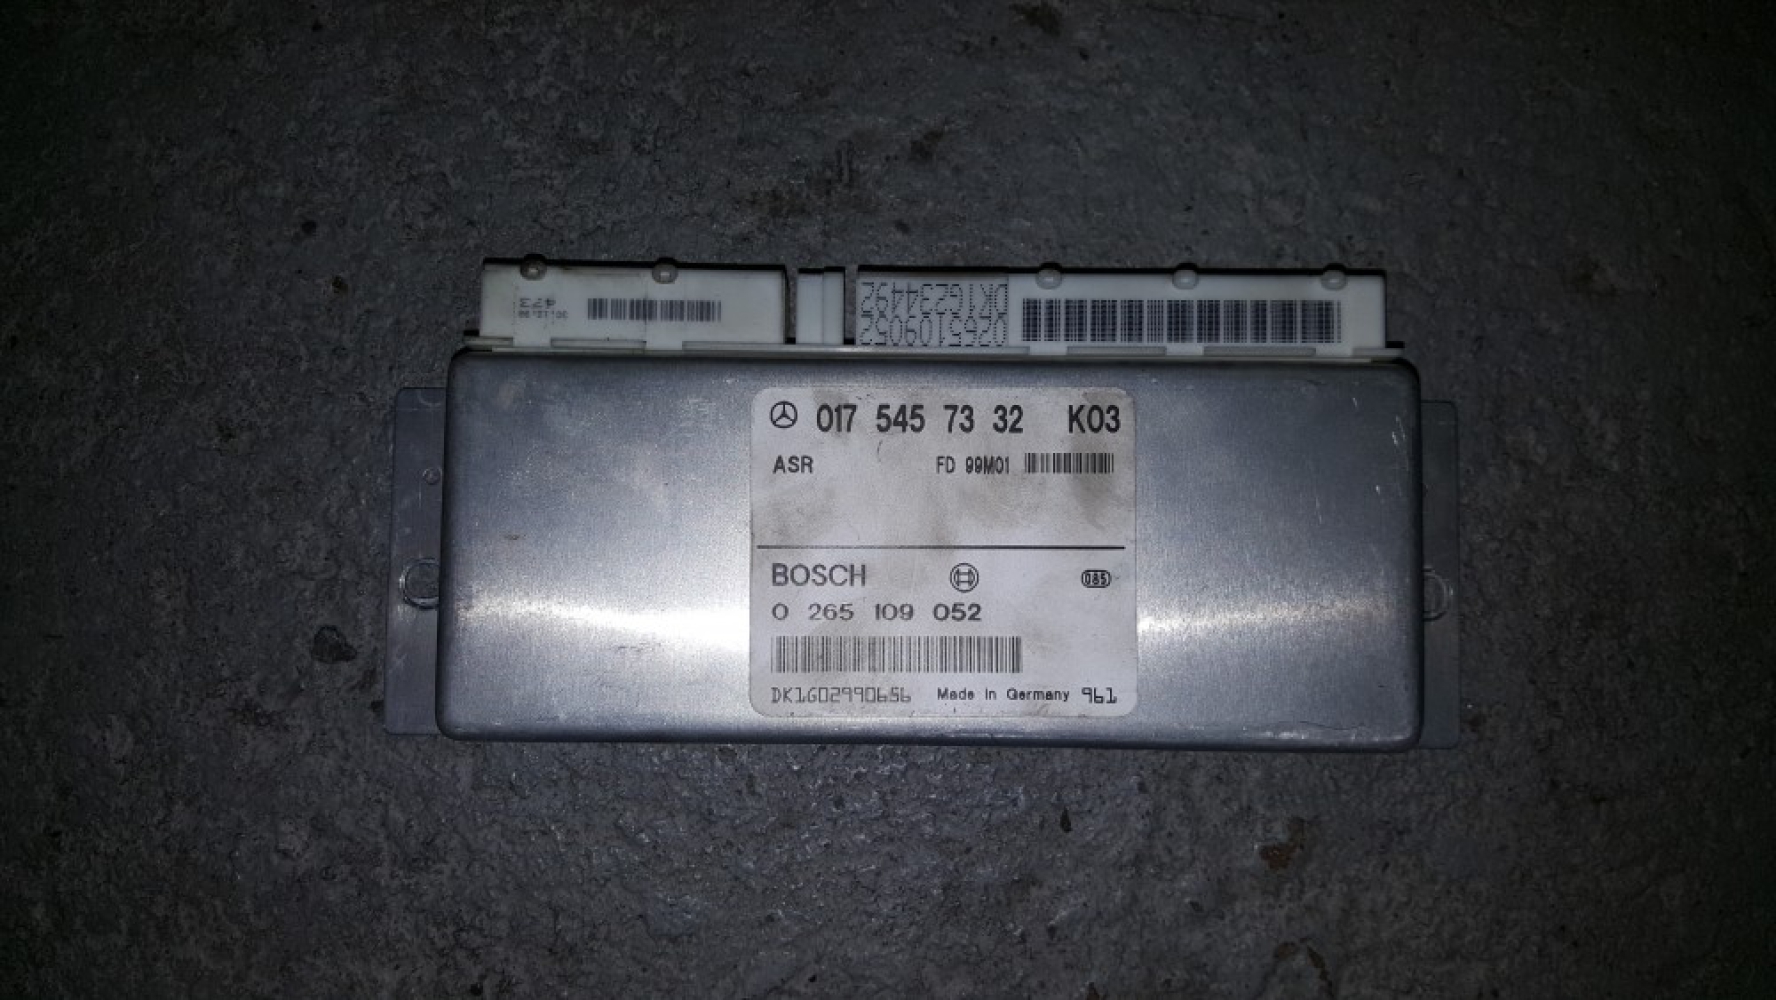 473
DK16234492
0265109052
017 545 73 32 K03
ASR FD 99M01
BOSCH 085
0 265 109 052
DK1G02990656 Made in Germany 961